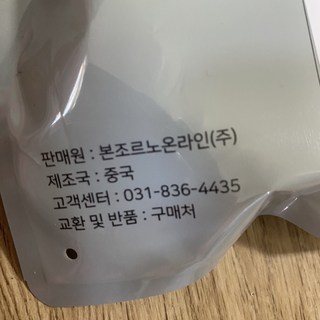 판매원 : 본조르노온라인(주)
제조국 : 중국
고객센터 : 031-836-4435
교환 및 반품 : 구매처